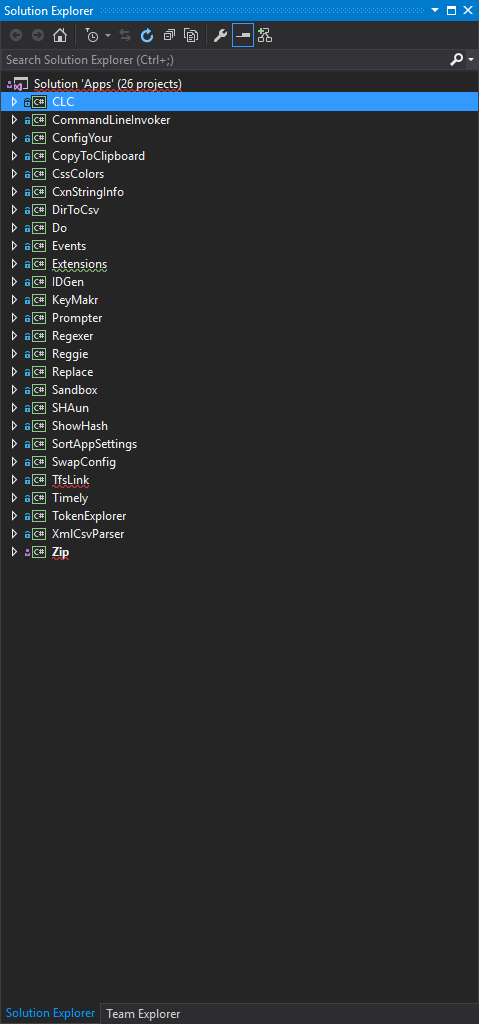 Solution Explorer
Search Solution Explorer (Ctrl+;)
Solution 'Apps' (26 projects)
C# CLC
C# CommandLineInvoker
C# ConfigYour
C# CopyToClipboard
C# CssColors
C# CxnStringInfo
C# DirToCsv
C# Do
C# Events
C# Extensions
C# IDGen
C# KeyMakr
C# Prompter
C# Regexer
C# Reggie
C# Replace
C# Sandbox
C# SHAun
C# ShowHash
C# SortAppSettings
C# SwapConfig
C# TfsLink
C# Timely
C# TokenExplorer
C# XmlCsvParser
C# Zip
Solution Explorer Team Explorer